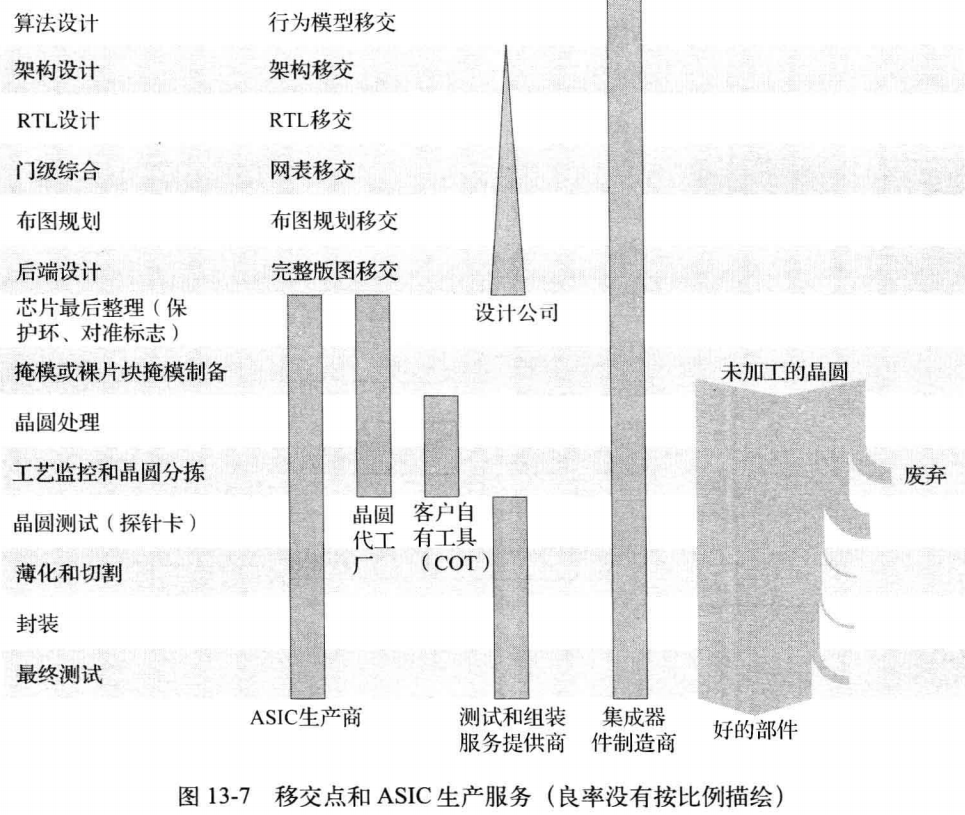 算法设计 行为模型移交
架构设计 架构移交
RTL设计 RTL移交
门级综合 网表移交
布图规划 布图规划移交
后端设计 完整版图移交
芯片最后整理（保
护环、对准标志）
设计公司
掩模或裸片块掩模制备
未加工的晶圆
晶圆处理
工艺监控和晶圆分拣
废弃
晶圆测试（探针卡）
晶圆
代工
厂
客户自
有工具
（COT）
薄化和切割
封装
最终测试
ASIC生产商
测试和组装
服务提供商
集成器
件制造商
好的部件
图 13-7 移交点和 ASIC 生产服务（良率没有按比例描绘）